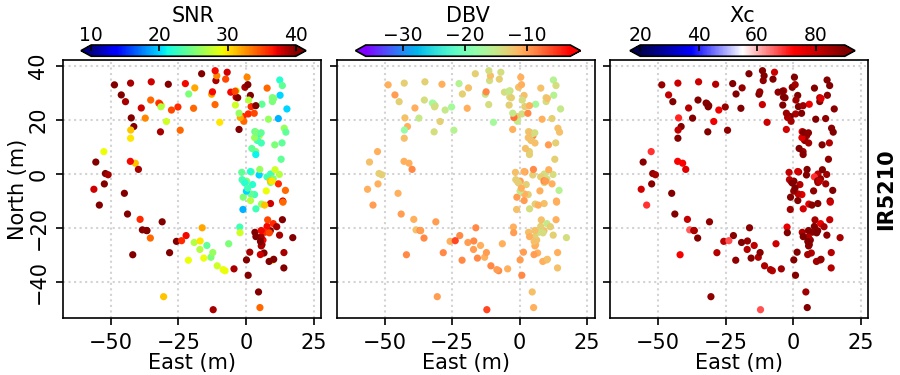 SNR DBV Xc
10 20 30 40 −30 −20 −10 20 40 60 80
40
20
0
−20
−40
North (m)
IR5210
−50 −25 0 25 −50 −25 0 25 −50 −25 0 25
East (m) East (m) East (m)